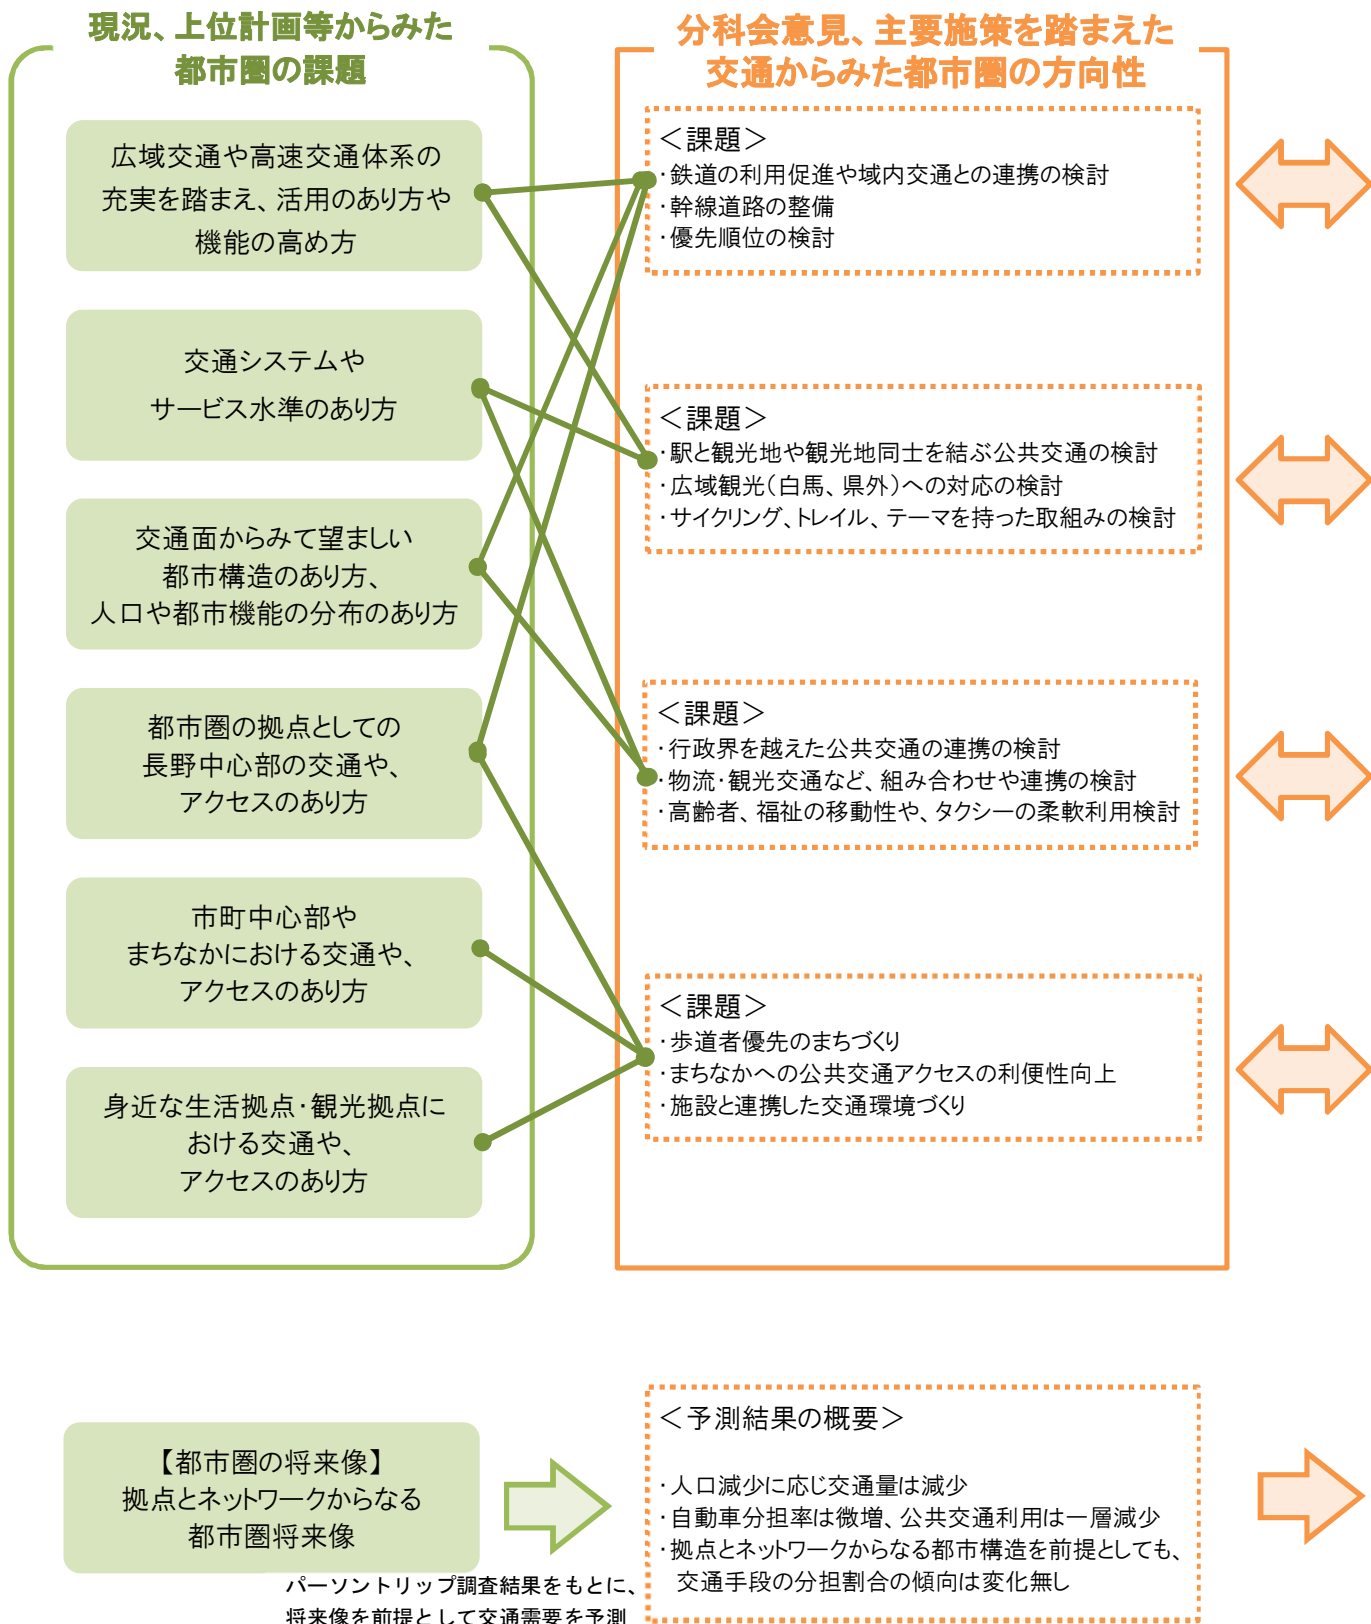 現況、上位計画等からみた
都市圏の課題
広域交通や高速交通体系の
充実を踏まえ、活用のあり方や
機能の高め方
交通システムや
サービス水準のあり方
交通面からみて望ましい
都市構造のあり方、
人口や都市機能の分布のあり方
都市圏の拠点としての
長野中心部の交通や、
アクセスのあり方
市町中心部や
まちなかにおける交通や、
アクセスのあり方
身近な生活拠点・観光拠点に
おける交通や、
アクセスのあり方
分科会意見、主要施策を踏まえた
交通からみた都市圏の方向性
＜課題＞
・鉄道の利用促進や域内交通との連携の検討
・幹線道路の整備
・優先順位の検討
＜課題＞
・駅と観光地や観光地同士を結ぶ公共交通の検討
・広域観光（白馬、県外）への対応の検討
・サイクリング、トレイル、テーマを持った取組みの検討
＜課題＞
・行政界を越えた公共交通の連携の検討
・物流・観光交通など、組み合わせや連携の検討
・高齢者、福祉の移動性や、タクシーの柔軟利用検討
＜課題＞
・歩道者優先のまちづくり
・まちなかへの公共交通アクセスの利便性向上
・施設と連携した交通環境づくり
【都市圏の将来像】
拠点とネットワークからなる
都市圏将来像
パーソントリップ調査結果をもとに、
将来像を前提として交通需要を予測
＜予測結果の概要＞
・人口減少に応じ交通量は減少
・自動車分担率は微増、公共交通利用は一層減少
・拠点とネットワークからなる都市構造を前提としても、
交通手段の分担割合の傾向は変化無し